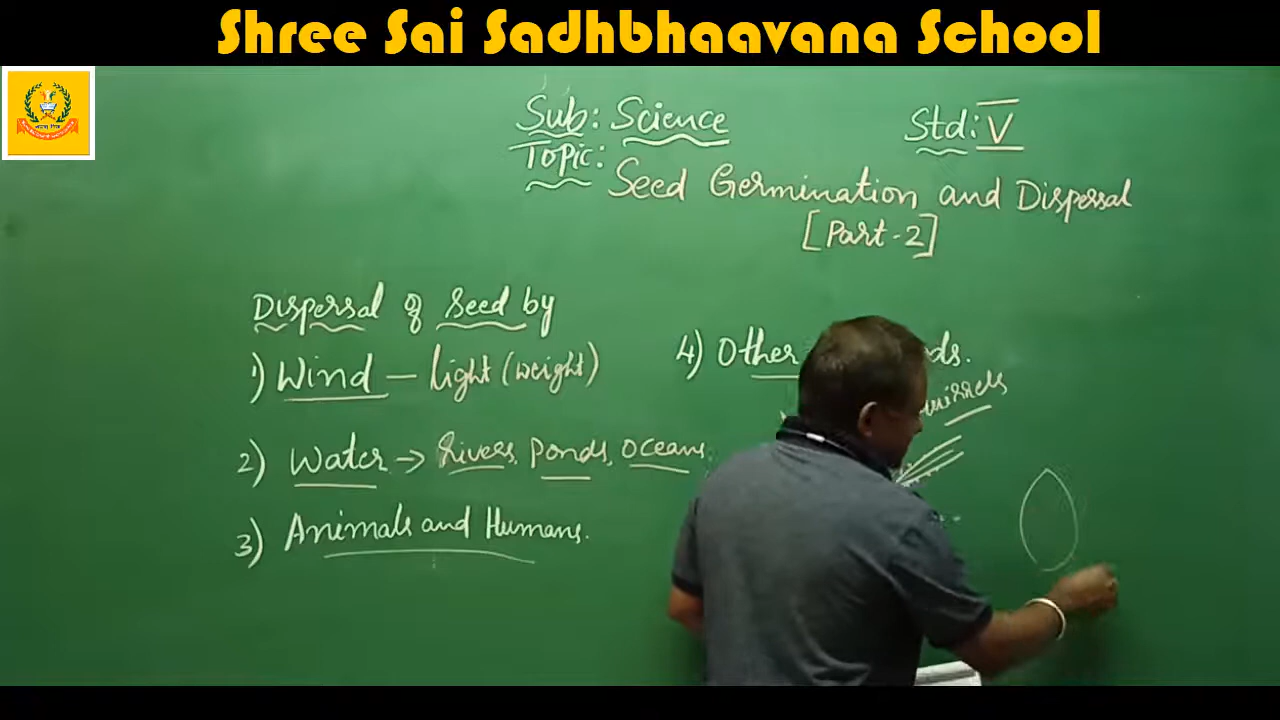 Shree Sai Sadhbhaavana School
Sub: Science
Std: V
Topic: Seed Germination and Dispersal
[Part-2]
Dispersal of Seed by
1) Wind – light (weight)
2) Water → Rivers, Ponds, Oceans.
3) Animals and Humans.
4) Other